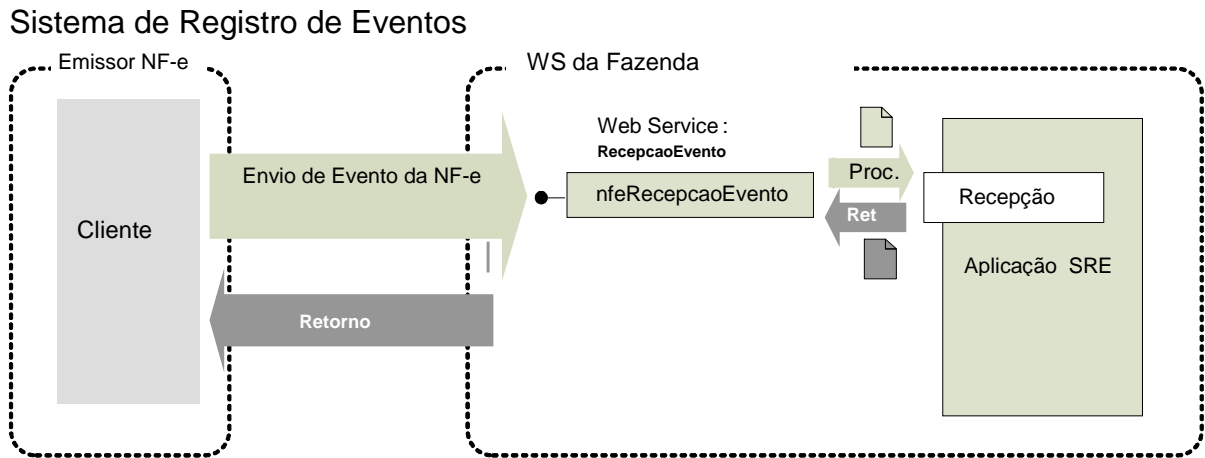 Sistema de Registro de Eventos
Emissor NF-e
WS da Fazenda
Web Service :
RecepcaoEvento
Envio de Evento da NF-e
nfeRecepcaoEvento
Proc.
Recepção
Ret
Cliente
Aplicação SRE
Retorno